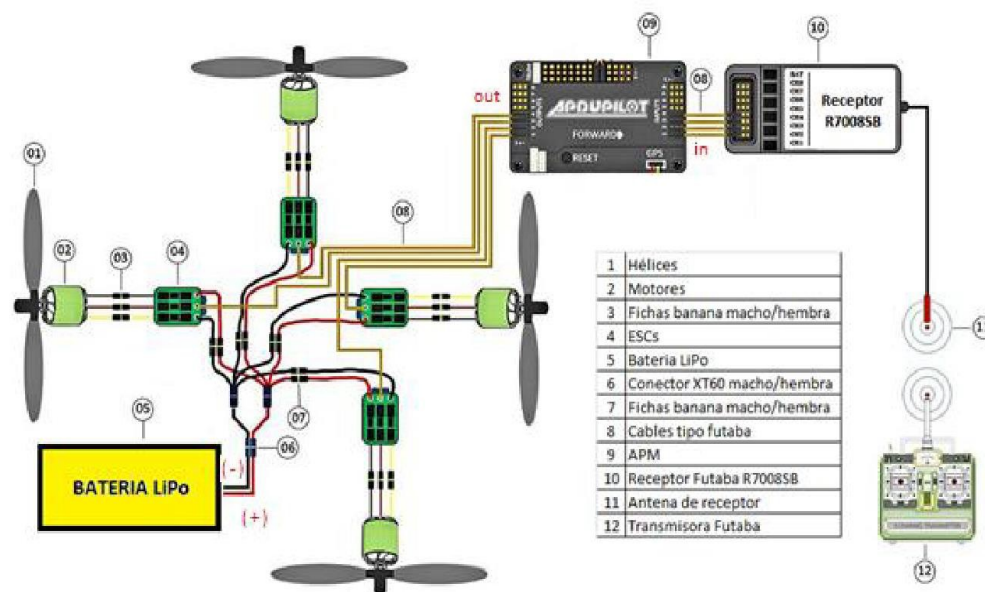 09
10
08
out
in
ARDUPILOT
OUTPUTS
INPUTS
FORWARD
RESET
GPS
Receptor
R7008SB
01
02
03
04
08
05
06
07
BATERIA LiPo
(-)
(+)
1 Hélices
2 Motores
3 Fichas banana macho/hembra
4 ESCs
5 Bateria LiPo
6 Conector XT60 macho/hembra
7 Fichas banana macho/hembra
8 Cables tipo futaba
9 APM
10 Receptor Futaba R7008SB
11 Antena de receptor
12 Transmisora Futaba
12